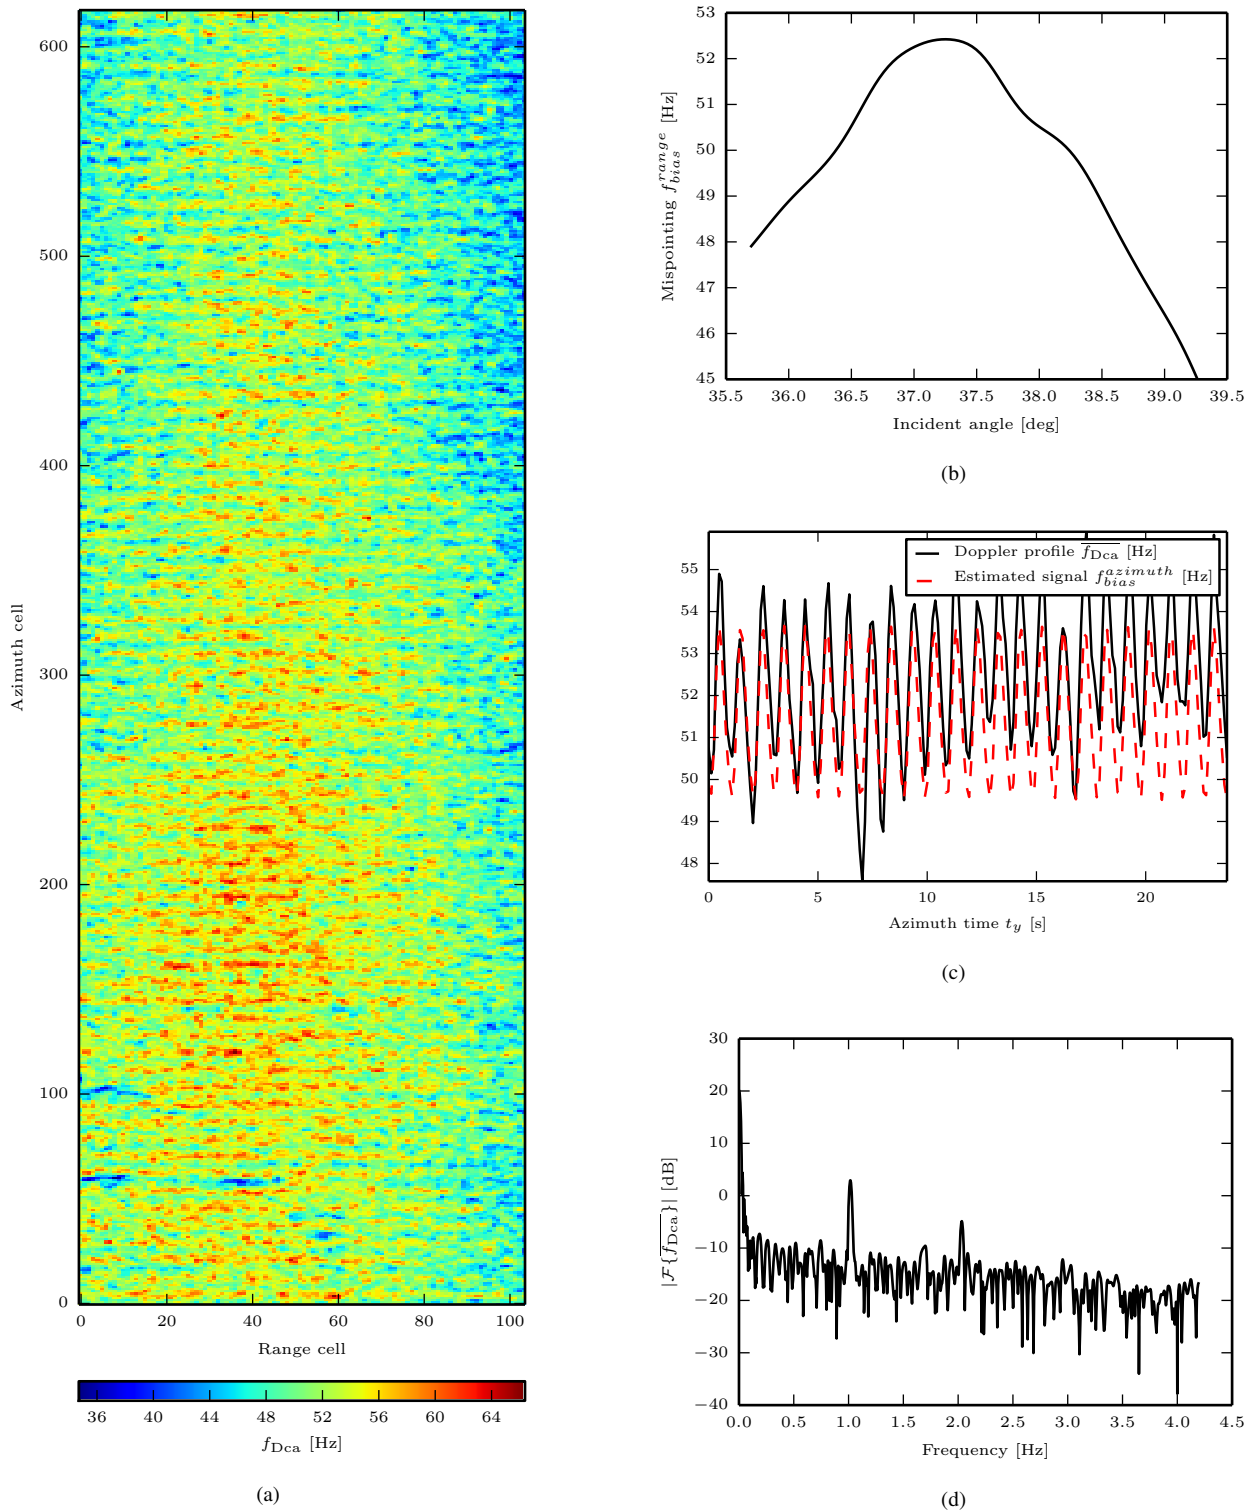 600
500
400
300
200
100
0
Azimuth cell
0 20 40 60 80 100
Range cell
36 40 44 48 52 56 60 64
f_Dca [Hz]
(a)
53
52
51
50
49
48
47
46
45
Mispointing f_bias^range [Hz]
35.5 36.0 36.5 37.0 37.5 38.0 38.5 39.0 39.5
Incident angle [deg]
(b)
55
54
53
52
51
50
49
48
Doppler profile \overline{f_Dca} [Hz]
Estimated signal f_bias^azimuth [Hz]
0 5 10 15 20
Azimuth time t_y [s]
(c)
30
20
10
0
−10
−20
−30
−40
|ℱ{\overline{f_Dca}}| [dB]
0.0 0.5 1.0 1.5 2.0 2.5 3.0 3.5 4.0 4.5
Frequency [Hz]
(d)